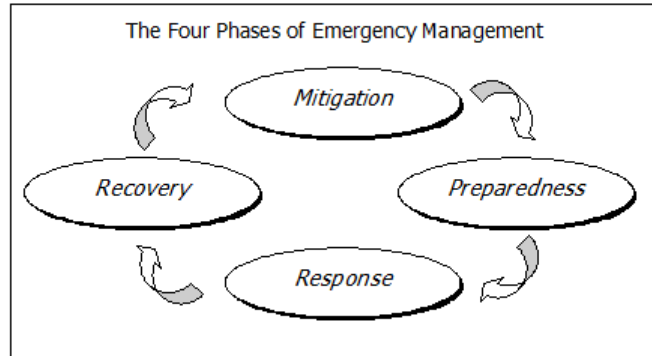 The Four Phases of Emergency Management
Mitigation
Recovery
Preparedness
Response